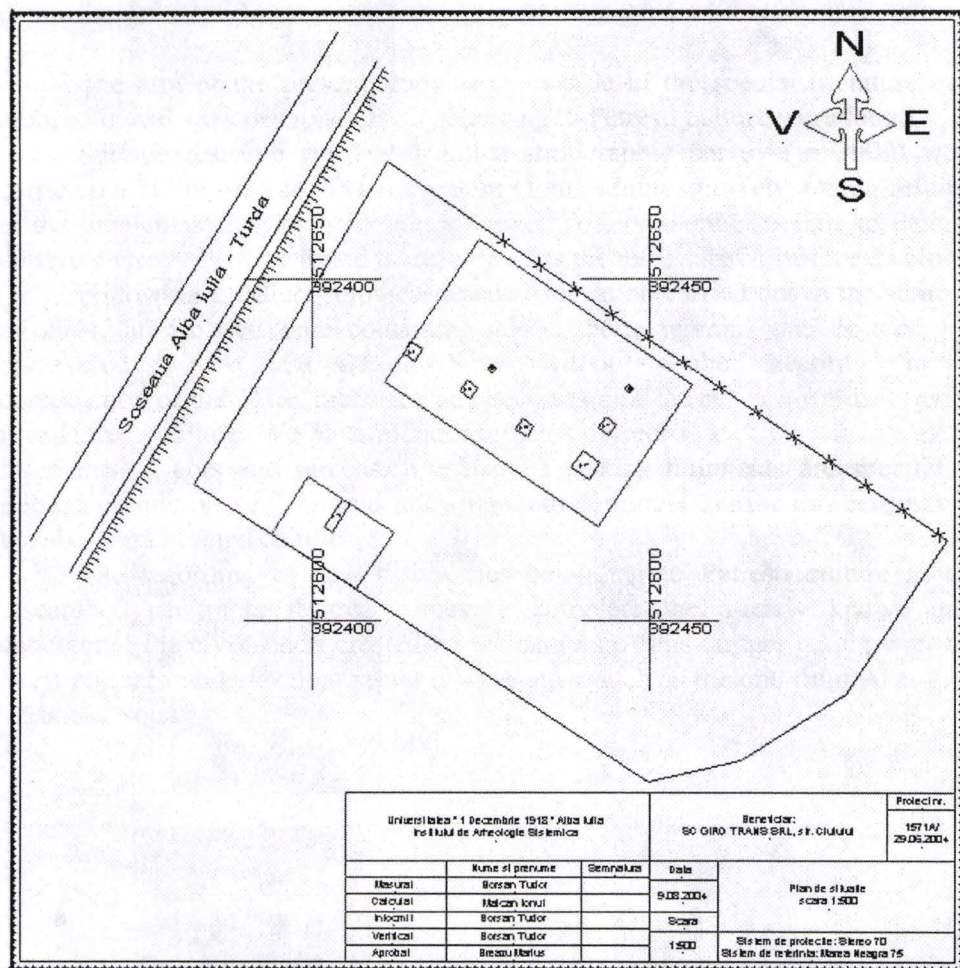 N
V E
S
Soseaua Alba Iulia - Turda
512650
392400
512650
392450
512600
392400
512600
392450
Universitatea "1 Decembrie 1918" Alba Iulia
Institutul de Arheologie Sistemica
Beneficiar:
SC GIRO TRANS SRL, str. Clujului
Proiect nr.
1571A/
29.06.2004
Nume si prenume Semnatura Data
Masurat Borsan Tudor 9.08.2004
Plan de situatie
scara 1:500
Calculat Malcan Ionut
Intocmit Borsan Tudor Scara
Verificat Borsan Tudor 1:500
Aprobat Breazu Marius
Sistem de proiectie: Stereo 70
Sistem de referinta: Marea Neagra 75